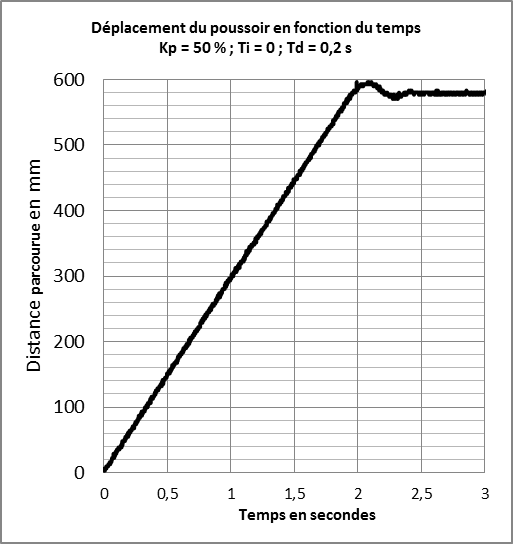 Déplacement du poussoir en fonction du temps
Kp = 50 % ; Ti = 0 ; Td = 0,2 s
Distance parcourue en mm
600
500
400
300
200
100
0
0 0,5 1 1,5 2 2,5 3
Temps en secondes